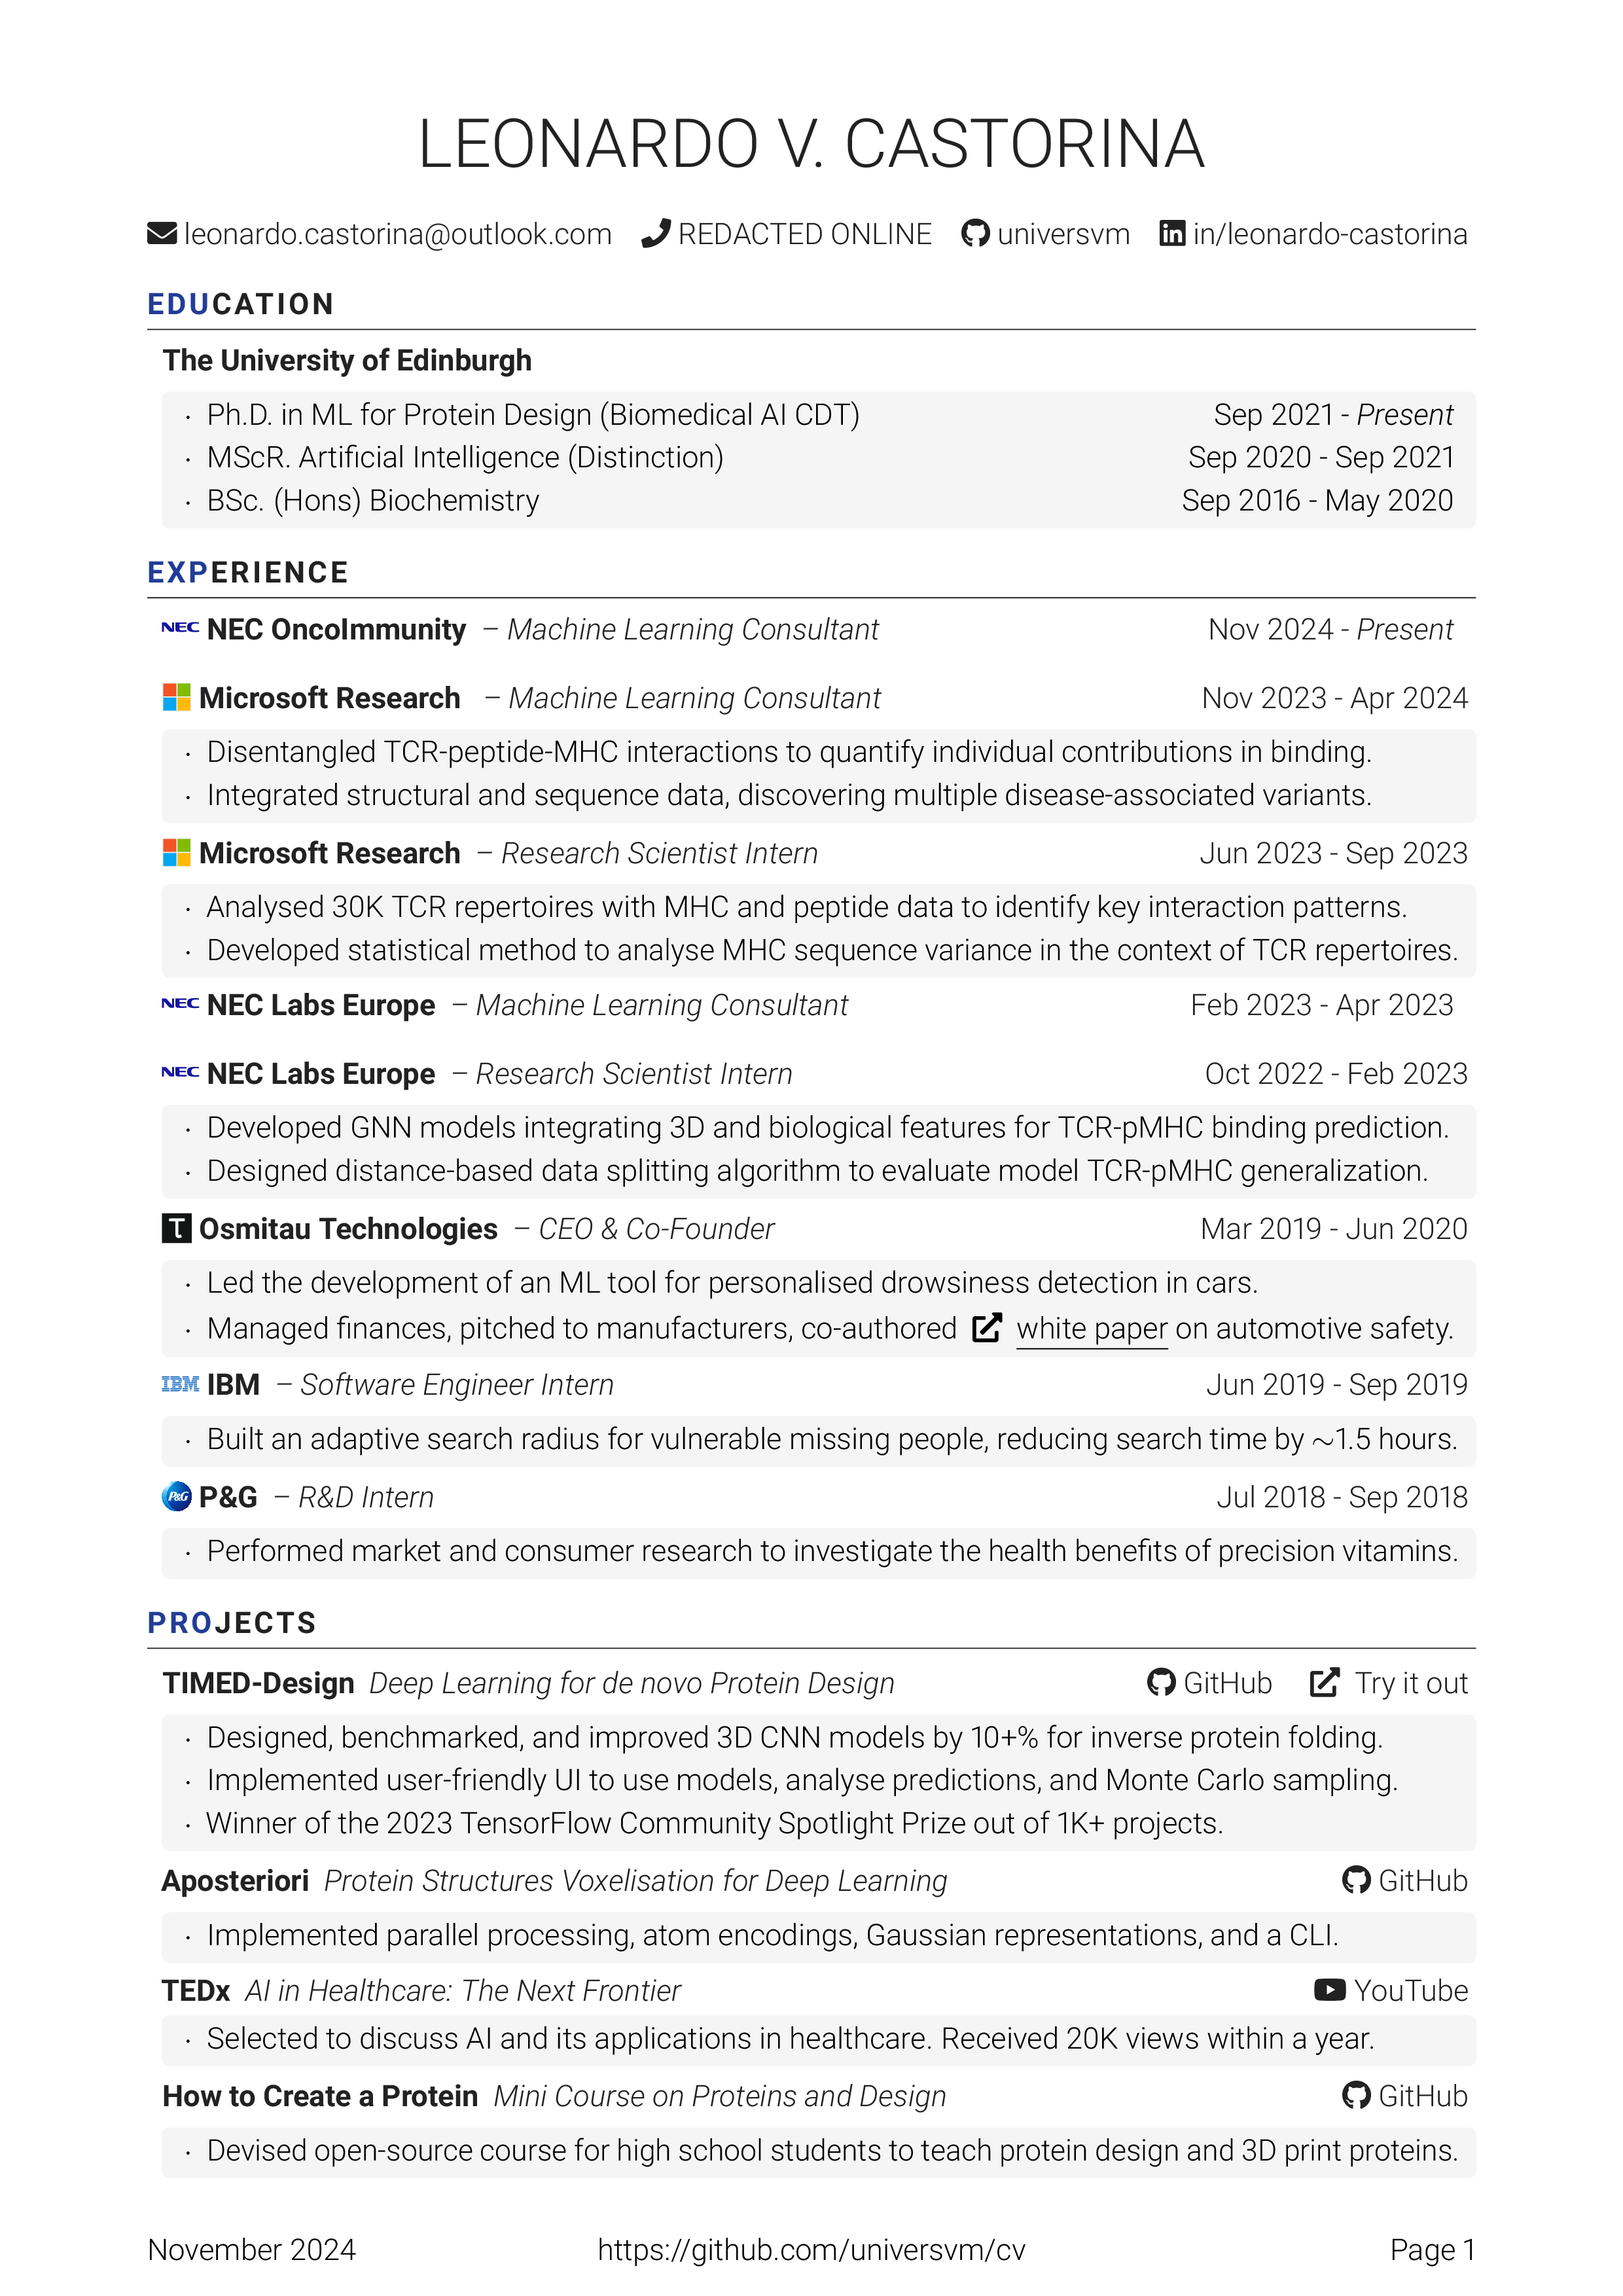 LEONARDO V. CASTORINA
leonardo.castorina@outlook.com REDACTED ONLINE universvm in/leonardo-castorina
EDUCATION
The University of Edinburgh
· Ph.D. in ML for Protein Design (Biomedical AI CDT) Sep 2021 - Present
· MScR. Artificial Intelligence (Distinction) Sep 2020 - Sep 2021
· BSc. (Hons) Biochemistry Sep 2016 - May 2020
EXPERIENCE
NEC NEC OncoImmunity – Machine Learning Consultant Nov 2024 - Present
Microsoft Research – Machine Learning Consultant Nov 2023 - Apr 2024
· Disentangled TCR-peptide-MHC interactions to quantify individual contributions in binding.
· Integrated structural and sequence data, discovering multiple disease-associated variants.
Microsoft Research – Research Scientist Intern Jun 2023 - Sep 2023
· Analysed 30K TCR repertoires with MHC and peptide data to identify key interaction patterns.
· Developed statistical method to analyse MHC sequence variance in the context of TCR repertoires.
NEC NEC Labs Europe – Machine Learning Consultant Feb 2023 - Apr 2023
NEC NEC Labs Europe – Research Scientist Intern Oct 2022 - Feb 2023
· Developed GNN models integrating 3D and biological features for TCR-pMHC binding prediction.
· Designed distance-based data splitting algorithm to evaluate model TCR-pMHC generalization.
Osmitau Technologies – CEO & Co-Founder Mar 2019 - Jun 2020
· Led the development of an ML tool for personalised drowsiness detection in cars.
· Managed finances, pitched to manufacturers, co-authored white paper on automotive safety.
IBM IBM – Software Engineer Intern Jun 2019 - Sep 2019
· Built an adaptive search radius for vulnerable missing people, reducing search time by ~1.5 hours.
P&G P&G – R&D Intern Jul 2018 - Sep 2018
· Performed market and consumer research to investigate the health benefits of precision vitamins.
PROJECTS
TIMED-Design Deep Learning for de novo Protein Design GitHub Try it out
· Designed, benchmarked, and improved 3D CNN models by 10+% for inverse protein folding.
· Implemented user-friendly UI to use models, analyse predictions, and Monte Carlo sampling.
· Winner of the 2023 TensorFlow Community Spotlight Prize out of 1K+ projects.
Aposteriori Protein Structures Voxelisation for Deep Learning GitHub
· Implemented parallel processing, atom encodings, Gaussian representations, and a CLI.
TEDx AI in Healthcare: The Next Frontier YouTube
· Selected to discuss AI and its applications in healthcare. Received 20K views within a year.
How to Create a Protein Mini Course on Proteins and Design GitHub
· Devised open-source course for high school students to teach protein design and 3D print proteins.
November 2024 https://github.com/universvm/cv Page 1